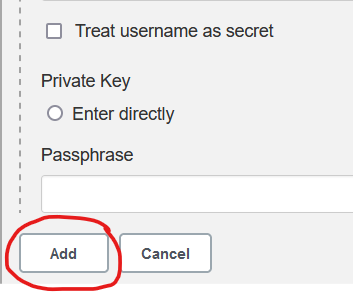 Treat username as secret
Private Key
Enter directly
Passphrase
Add Cancel